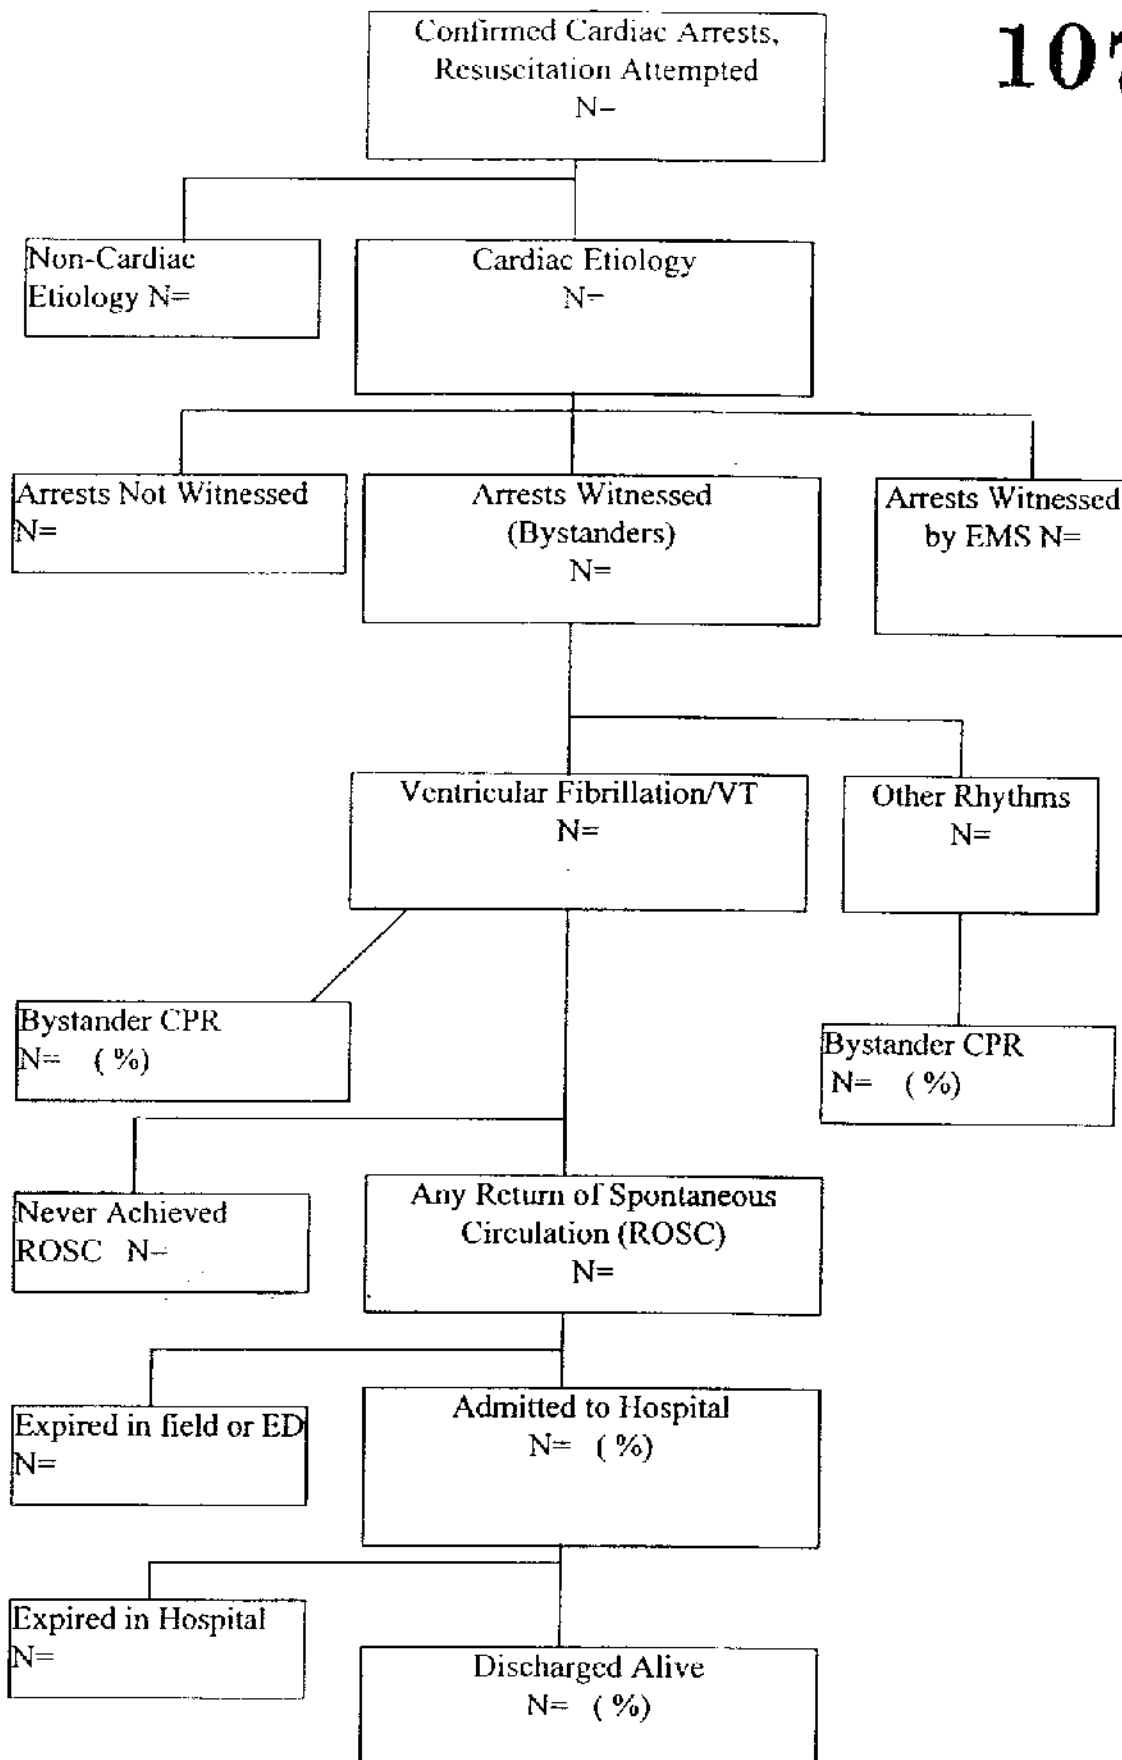 107
Confirmed Cardiac Arrests,
Resuscitation Attempted
N=
Non-Cardiac
Etiology N=
Cardiac Etiology
N=
Arrests Not Witnessed
N=
Arrests Witnessed
(Bystanders)
N=
Arrests Witnessed
by EMS N=
Ventricular Fibrillation/VT
N=
Other Rhythms
N=
Bystander CPR
N= ( %)
Bystander CPR
N= ( %)
Never Achieved
ROSC N=
Any Return of Spontaneous
Circulation (ROSC)
N=
Expired in field or ED
N=
Admitted to Hospital
N= ( %)
Expired in Hospital
N=
Discharged Alive
N= ( %)